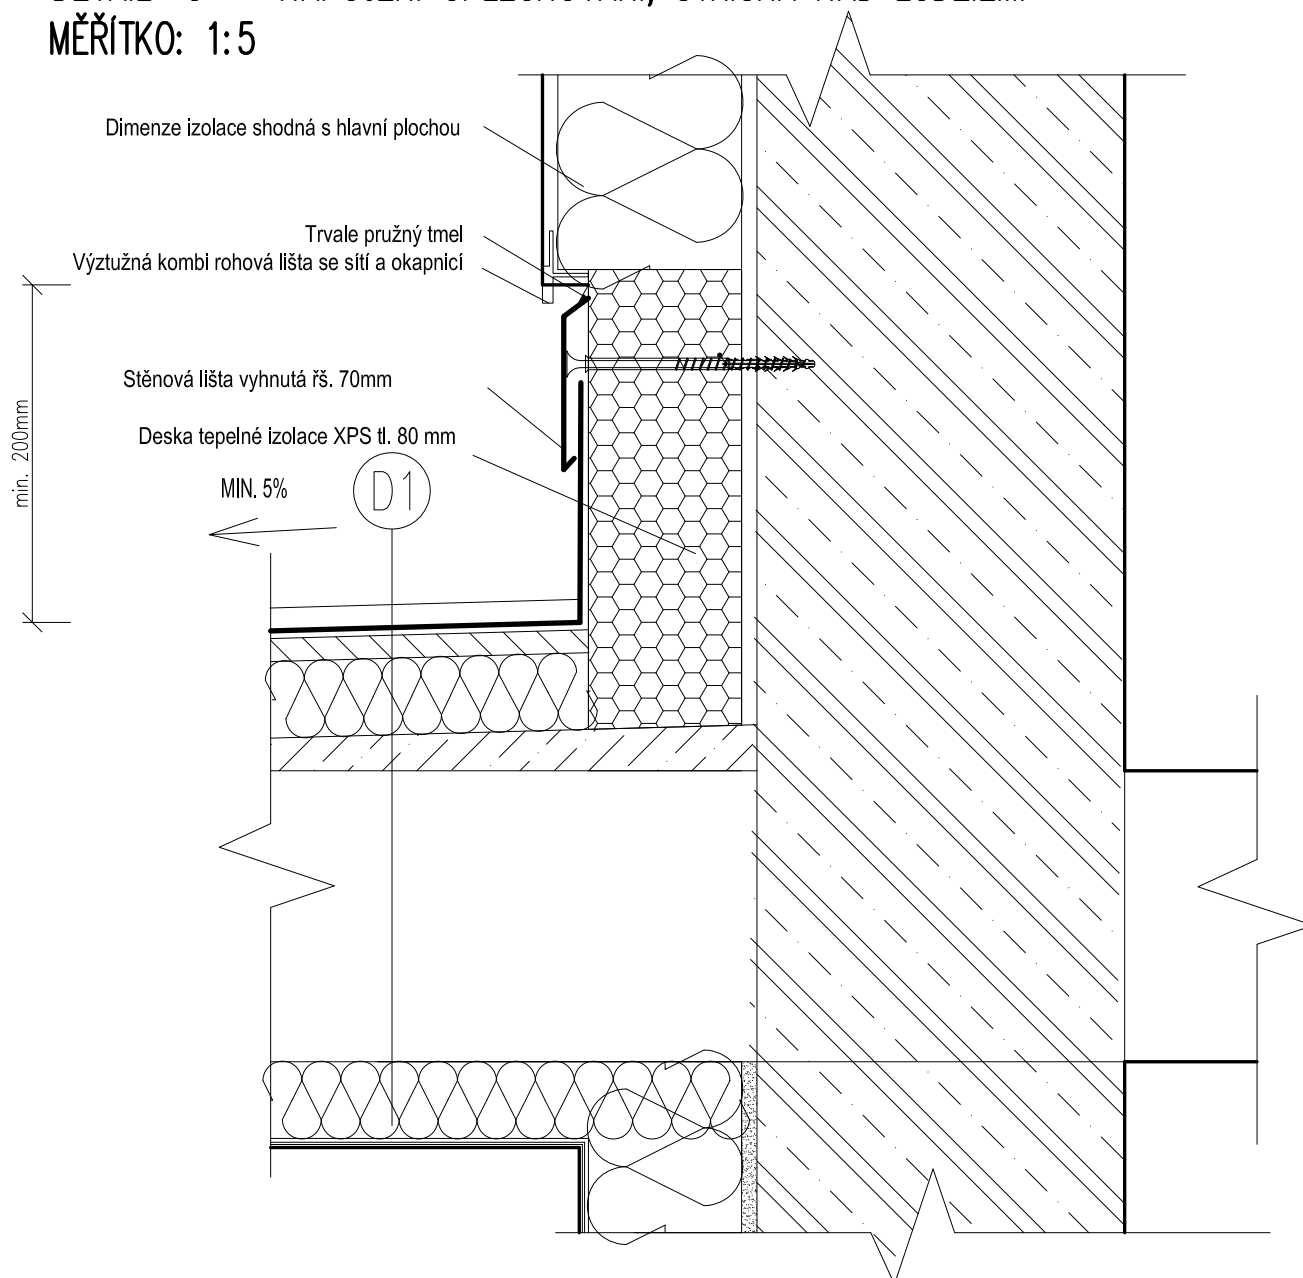 MĚŘÍTKO: 1:5
Dimenze izolace shodná s hlavní plochou
Trvale pružný tmel
Výztužná kombi rohová lišta se sítí a okapnicí
Stěnová lišta vyhnutá řš. 70mm
Deska tepelné izolace XPS tl. 80 mm
min. 200mm
MIN. 5%
D1